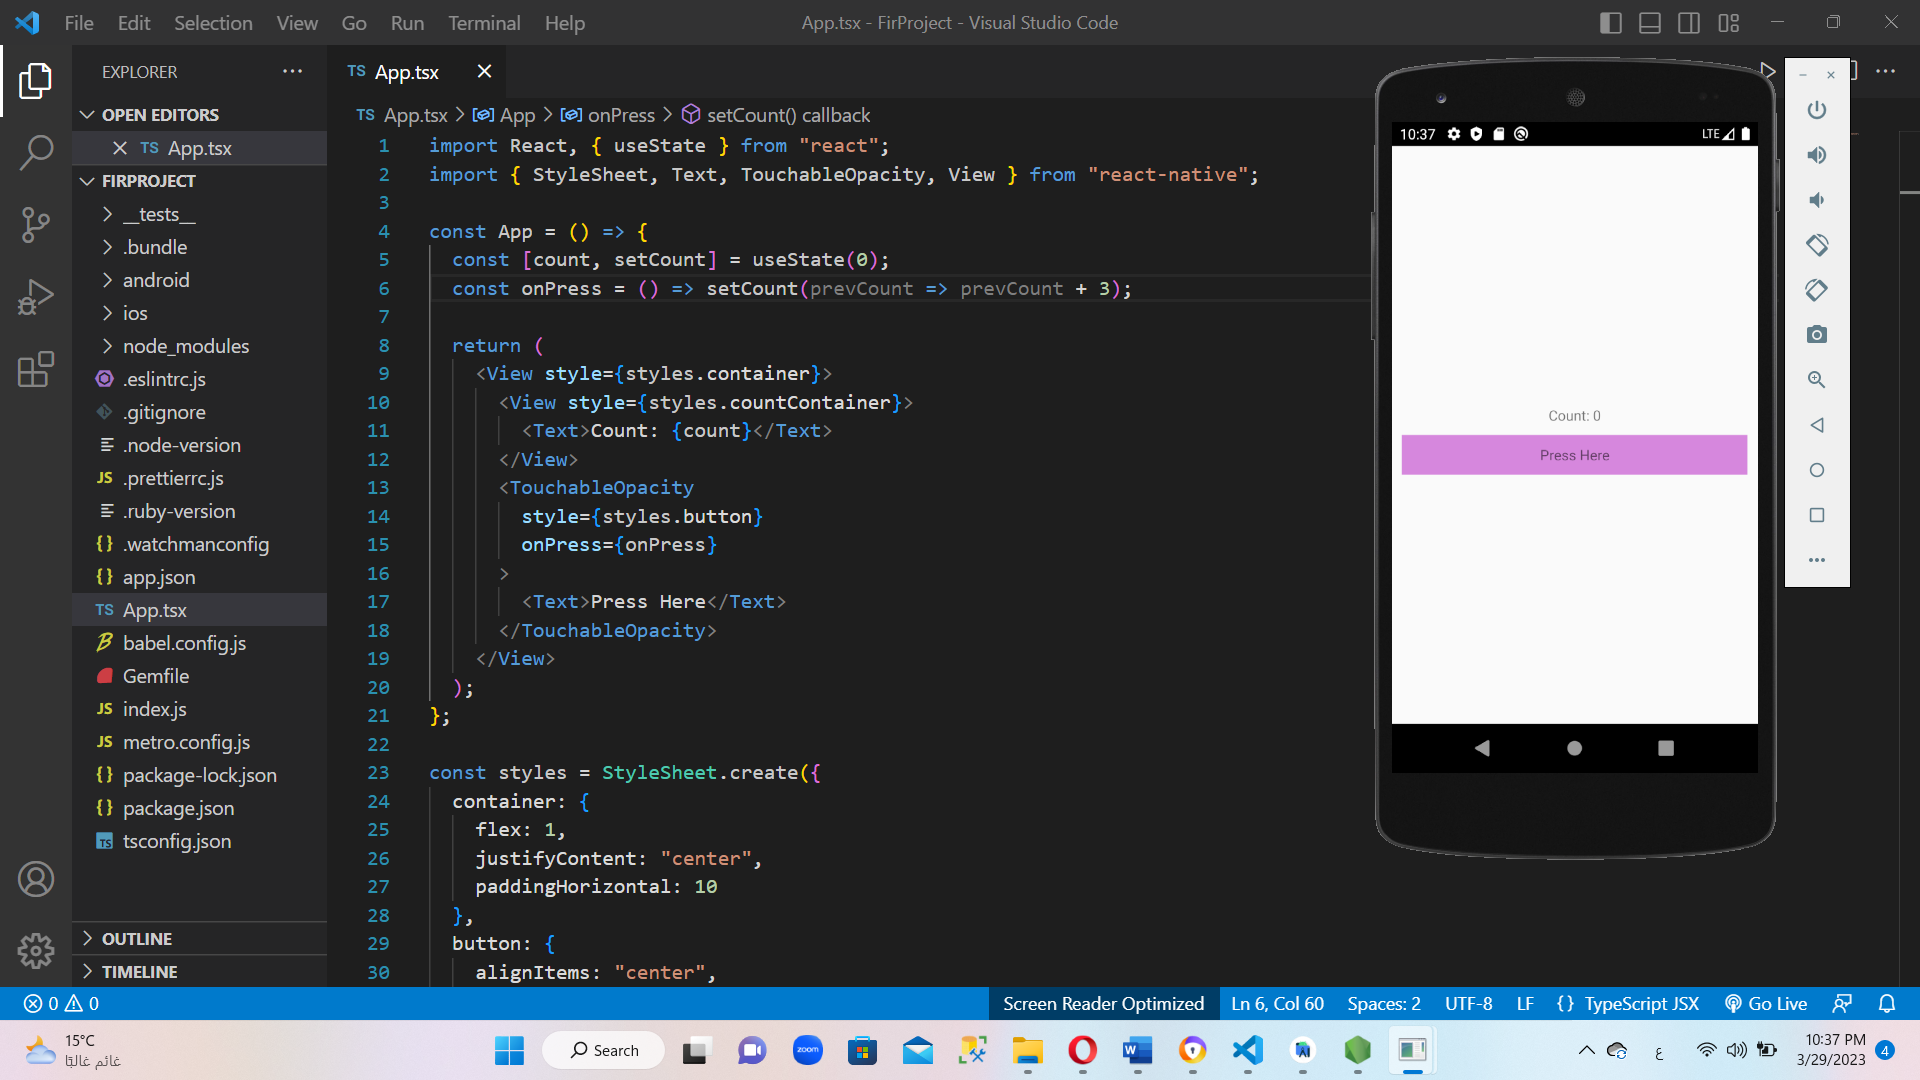 File Edit Selection View Go Run Terminal Help
App.tsx - FirProject - Visual Studio Code
EXPLORER
OPEN EDITORS
TS App.tsx
FIRPROJECT
__tests__
.bundle
android
ios
node_modules
.eslintrc.js
.gitignore
.node-version
JS .prettierrc.js
.ruby-version
{} .watchmanconfig
{} app.json
TS App.tsx
babel.config.js
Gemfile
JS index.js
JS metro.config.js
{} package-lock.json
{} package.json
TS tsconfig.json
OUTLINE
TIMELINE
TS App.tsx
TS App.tsx > App > onPress > setCount() callback
1 import React, { useState } from "react";
2 import { StyleSheet, Text, TouchableOpacity, View } from "react-native";
3
4 const App = () => {
5 const [count, setCount] = useState(0);
6 const onPress = () => setCount(prevCount => prevCount + 3);
7
8 return (
9 <View style={styles.container}>
10 <View style={styles.countContainer}>
11 <Text>Count: {count}</Text>
12 </View>
13 <TouchableOpacity
14 style={styles.button}
15 onPress={onPress}
16 >
17 <Text>Press Here</Text>
18 </TouchableOpacity>
19 </View>
20 );
21 };
22
23 const styles = StyleSheet.create({
24 container: {
25 flex: 1,
26 justifyContent: "center",
27 paddingHorizontal: 10
28 },
29 button: {
30 alignItems: "center",
10:37 LTE
Count: 0
Press Here
0 0
Screen Reader Optimized Ln 6, Col 60 Spaces: 2 UTF-8 LF {} TypeScript JSX Go Live
15°C
غائم غالبًا
Search
zoom
W
ع
10:37 PM
3/29/2023
4